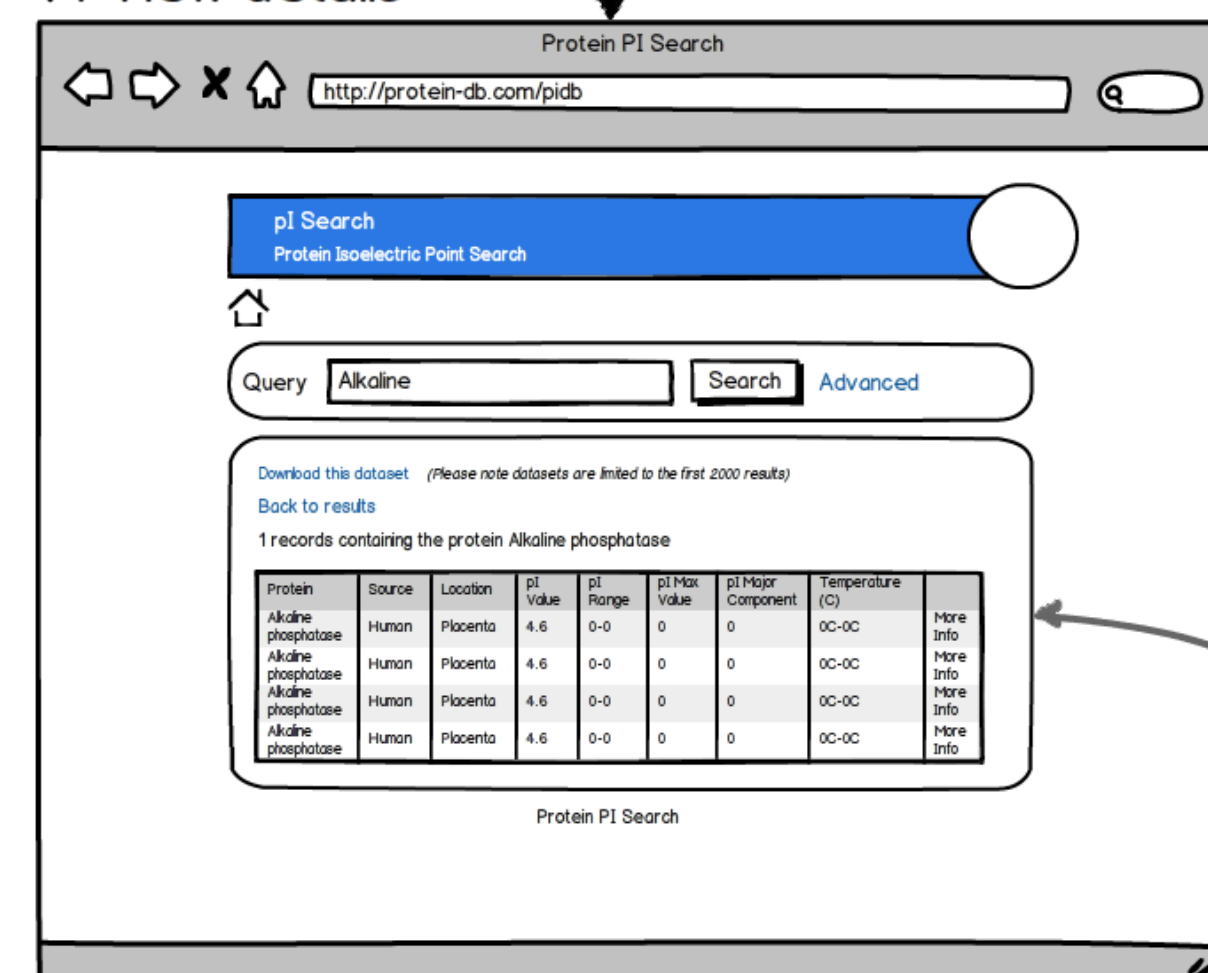 Protein PI Search
http://protein-db.com/pidb
pI Search
Protein Isoelectric Point Search
Query Alkaline Search Advanced
Download this dataset (Please note datasets are limited to the first 2000 results)
Back to results
1 records containing the protein Alkaline phosphatase
Protein Source Location pI Value pI Range pI Max Value pI Major Component Temperature (C)
Alkaline phosphatase Human Placenta 4.6 0-0 0 0 0C-0C More Info
Alkaline phosphatase Human Placenta 4.6 0-0 0 0 0C-0C More Info
Alkaline phosphatase Human Placenta 4.6 0-0 0 0 0C-0C More Info
Alkaline phosphatase Human Placenta 4.6 0-0 0 0 0C-0C More Info
Protein PI Search